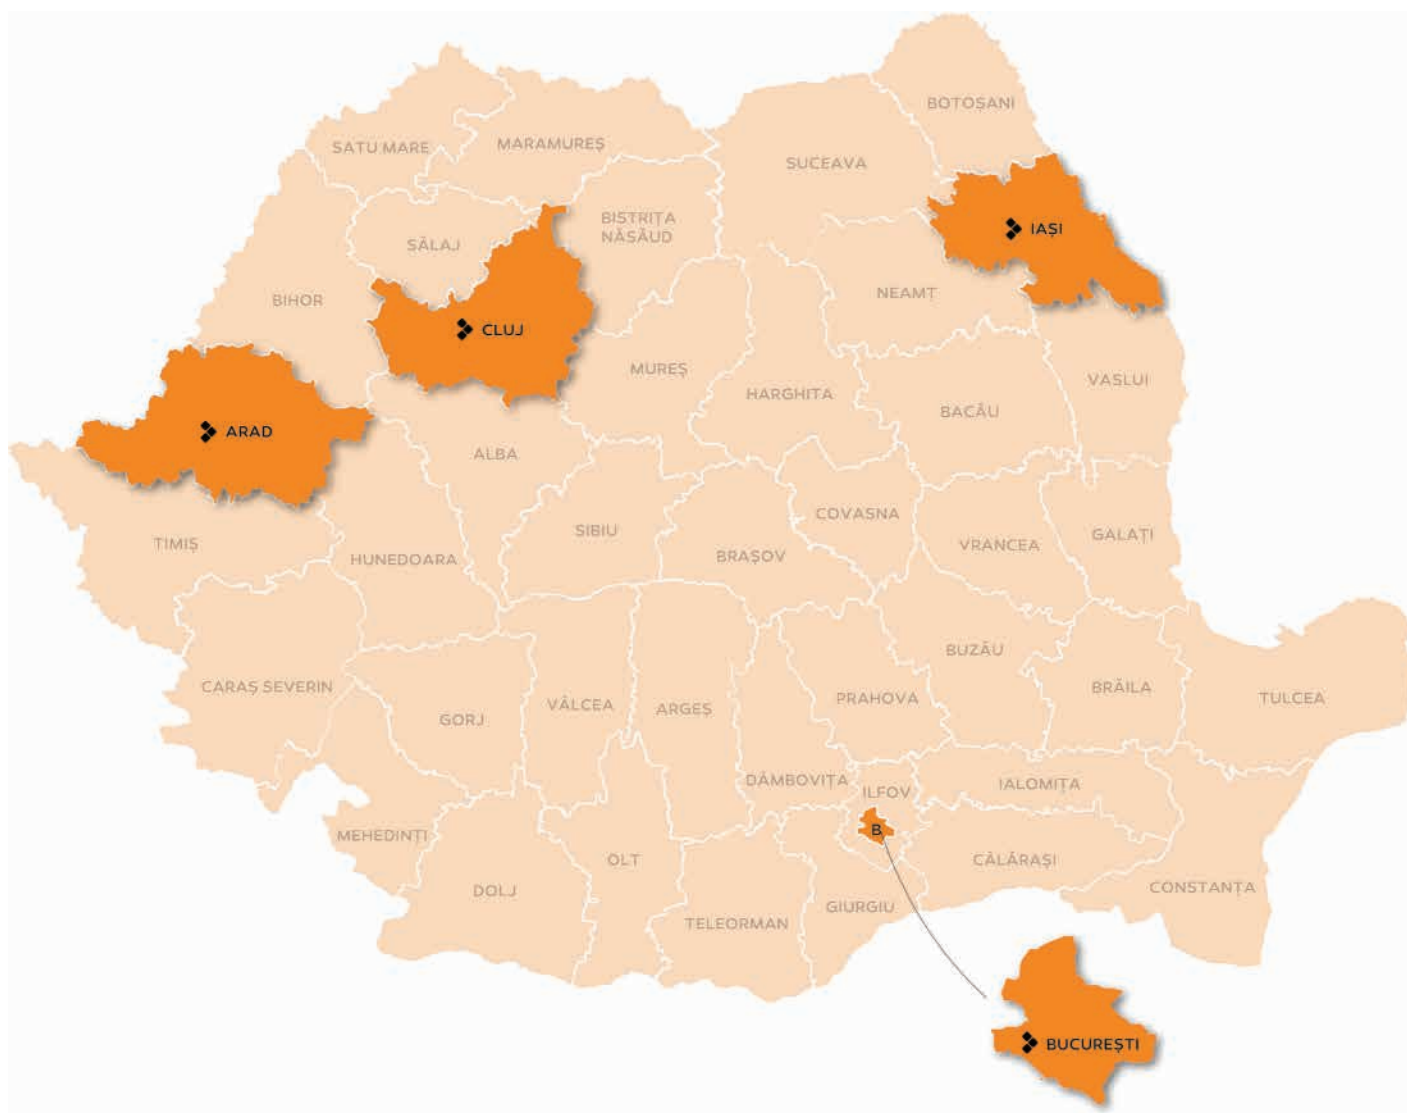 BOTOȘANI
SATU MARE
MARAMUREȘ
SUCEAVA
BISTRIȚA
NĂSĂUD
IAȘI
SĂLAJ
BIHOR
NEAMȚ
CLUJ
MUREȘ
VASLUI
HARGHITA
BACĂU
ARAD
ALBA
COVASNA
SIBIU
GALAȚI
TIMIȘ
VRANCEA
BRAȘOV
HUNEDOARA
BUZĂU
CARAȘ SEVERIN
BRĂILA
PRAHOVA
TULCEA
VÂLCEA
ARGEȘ
GORJ
DÂMBOVIȚA
IALOMIȚA
ILFOV
B
MEHEDINȚI
OLT
CĂLĂRAȘI
DOLJ
CONSTANȚA
GIURGIU
TELEORMAN
BUCUREȘTI